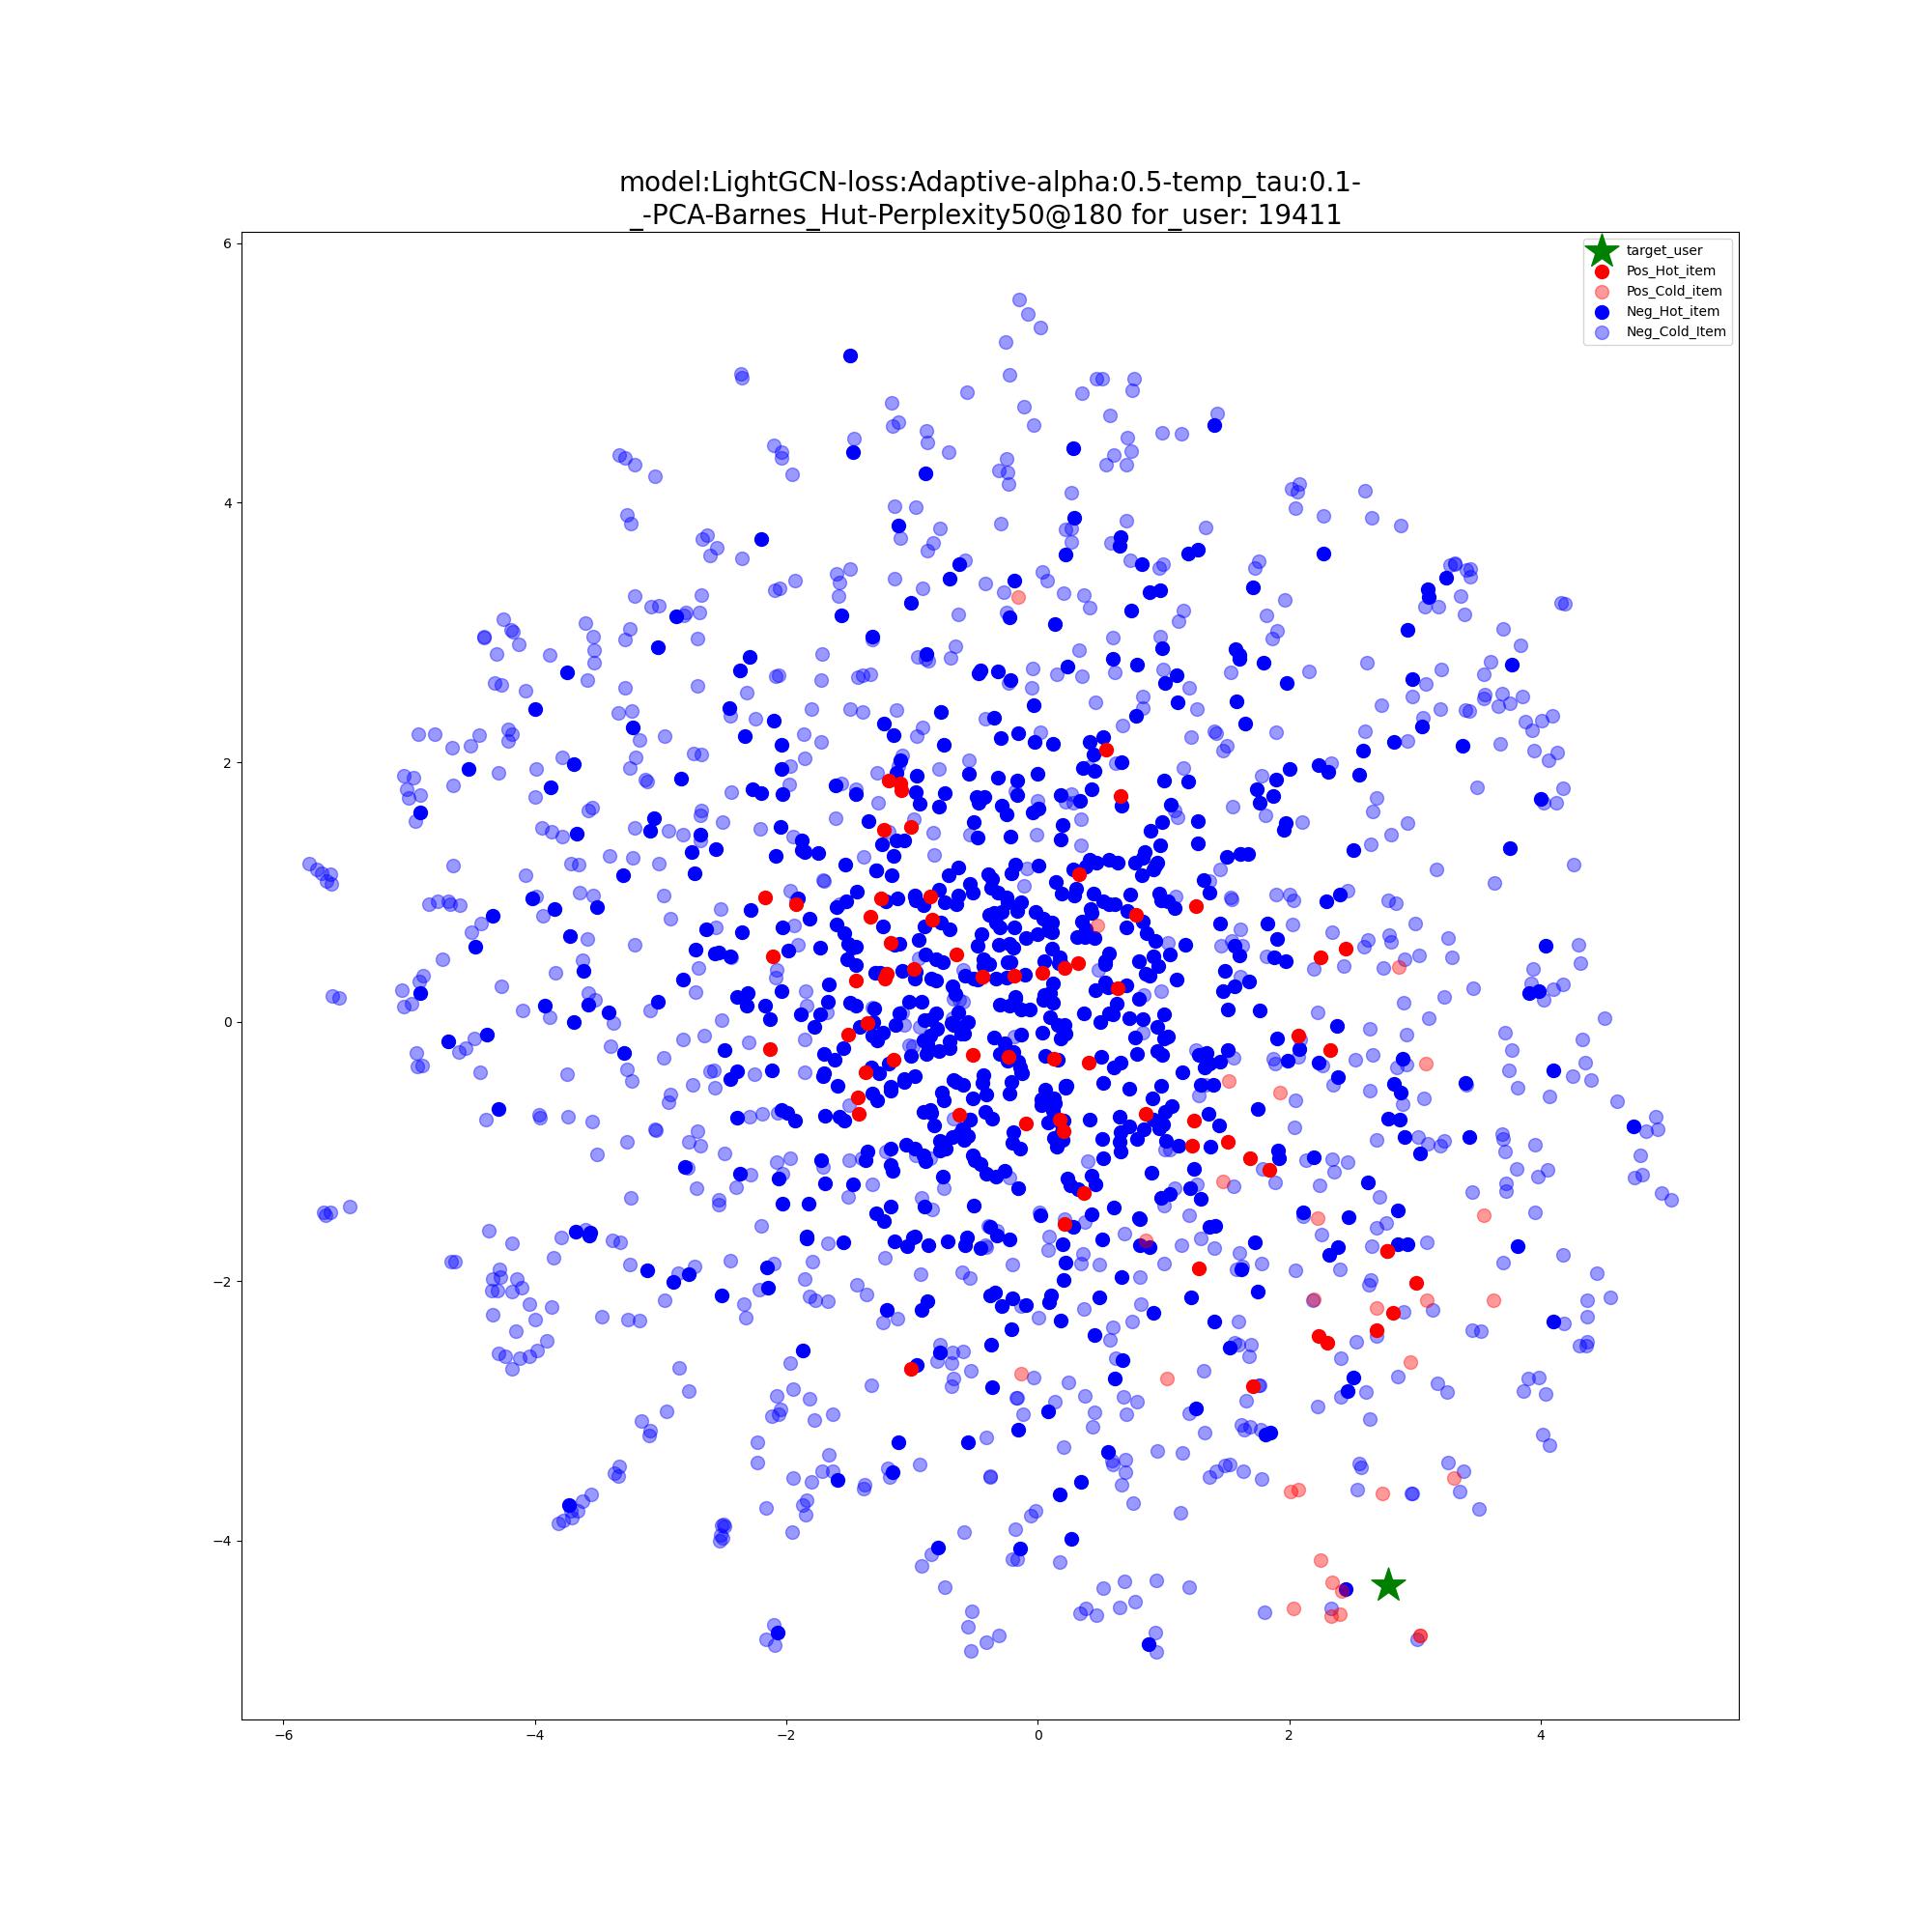 model:LightGCN-loss:Adaptive-alpha:0.5-temp_tau:0.1-
_-PCA-Barnes_Hut-Perplexity50@180 for_user: 19411
target_user
Pos_Hot_item
Pos_Cold_item
Neg_Hot_item
Neg_Cold_Item
6
4
2
0
−2
−4
−6
−4
−2
0
2
4